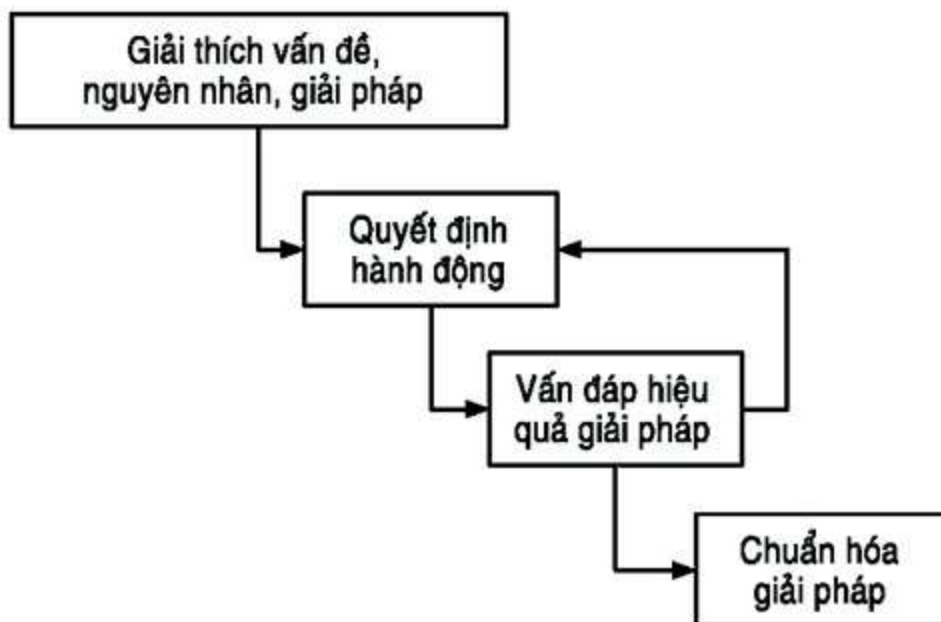 Giải thích vấn đề,
nguyên nhân, giải pháp
Quyết định
hành động
Vấn đáp hiệu
quả giải pháp
Chuẩn hóa
giải pháp